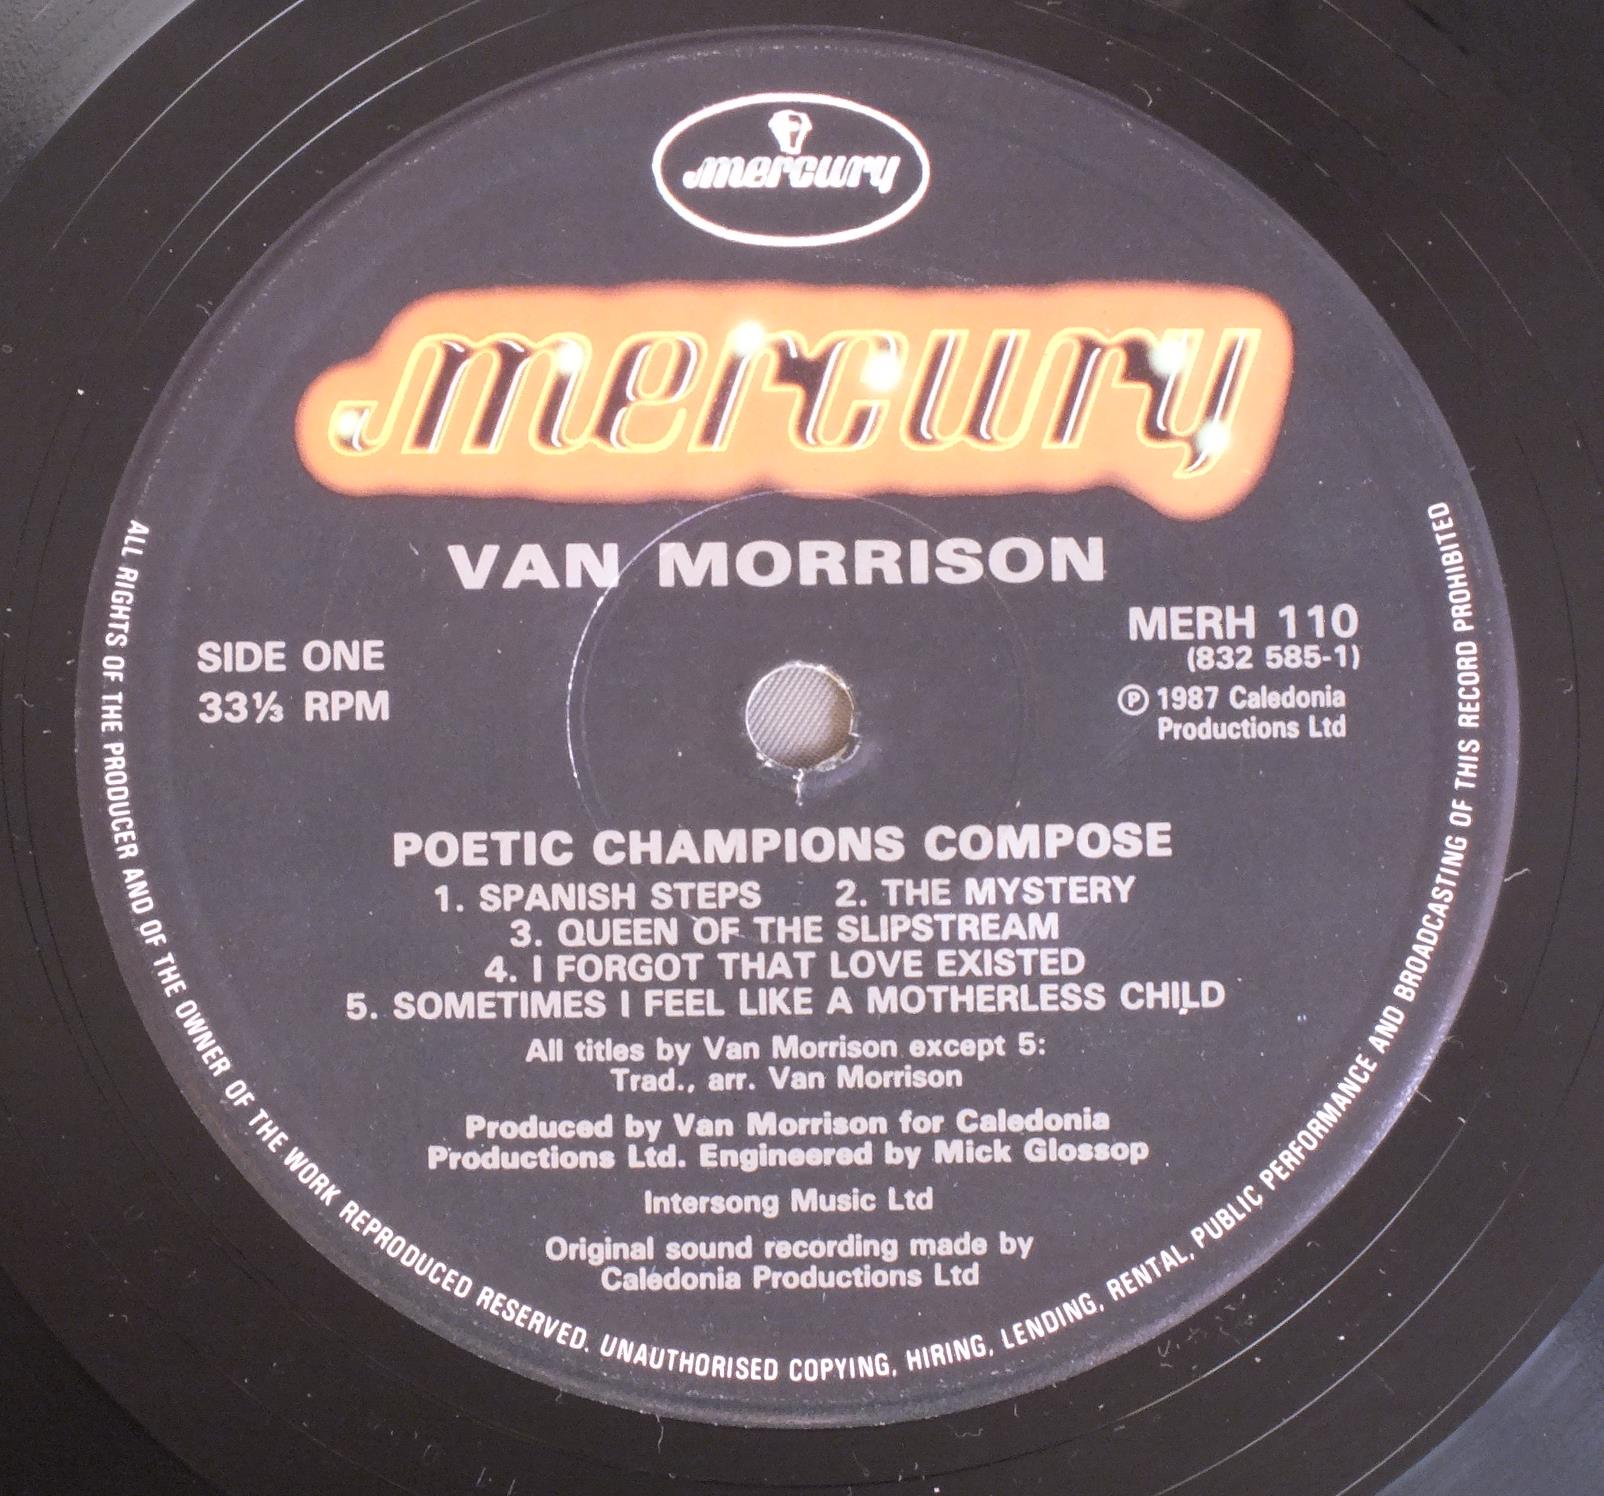 mercury
mercury
VAN MORRISON
SIDE ONE
33⅓ RPM
MERH 110
(832 585-1)
℗ 1987 Caledonia
Productions Ltd
POETIC CHAMPIONS COMPOSE
1. SPANISH STEPS 2. THE MYSTERY
3. QUEEN OF THE SLIPSTREAM
4. I FORGOT THAT LOVE EXISTED
5. SOMETIMES I FEEL LIKE A MOTHERLESS CHILD
All titles by Van Morrison except 5:
Trad., arr. Van Morrison
Produced by Van Morrison for Caledonia
Productions Ltd. Engineered by Mick Glossop
Intersong Music Ltd
Original sound recording made by
Caledonia Productions Ltd
ALL RIGHTS OF THE PRODUCER AND OF THE OWNER OF THE WORK REPRODUCED RESERVED. UNAUTHORISED COPYING, HIRING, LENDING, RENTAL, PUBLIC PERFORMANCE AND BROADCASTING OF THIS RECORD PROHIBITED